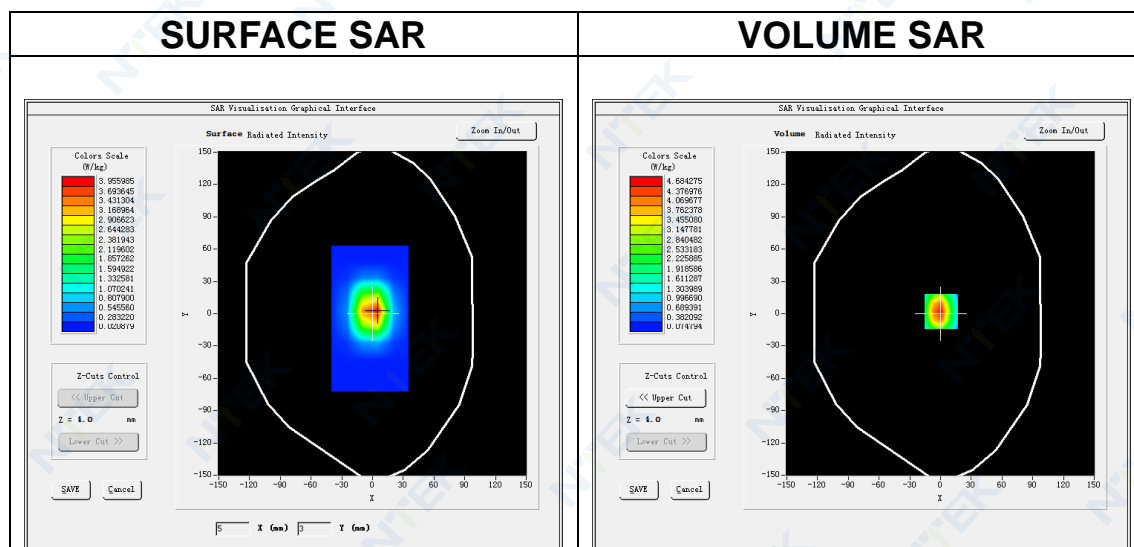 SURFACE SAR
VOLUME SAR
SAR Visualisation Graphical Interface
Surface Radiated Intensity
Zoom In/Out
Colors Scale
(W/kg)
3.955985
3.693645
3.431304
3.168964
2.906623
2.644283
2.381943
2.119602
1.857262
1.594922
1.332581
1.070241
0.807900
0.545560
0.283220
0.020879
150
120
90
60
30
0
-30
-60
-90
-120
-150
Y
-150 -120 -90 -60 -30 0 30 60 90 120 150
X
Z-Cuts Control
<< Upper Cut
Z = 4.0 mm
Lower Cut >>
SAVE Cancel
5 X (mm) 3 Y (mm)
SAR Visualisation Graphical Interface
Volume Radiated Intensity
Zoom In/Out
Colors Scale
(W/kg)
4.684275
4.376976
4.069677
3.762378
3.455080
3.147781
2.840482
2.533183
2.225885
1.918586
1.611287
1.303989
0.996690
0.689391
0.382092
0.074794
150
120
90
60
30
0
-30
-60
-90
-120
-150
Y
-150 -120 -90 -60 -30 0 30 60 90 120 150
X
Z-Cuts Control
<< Upper Cut
Z = 4.0 mm
Lower Cut >>
SAVE Cancel
NTEK